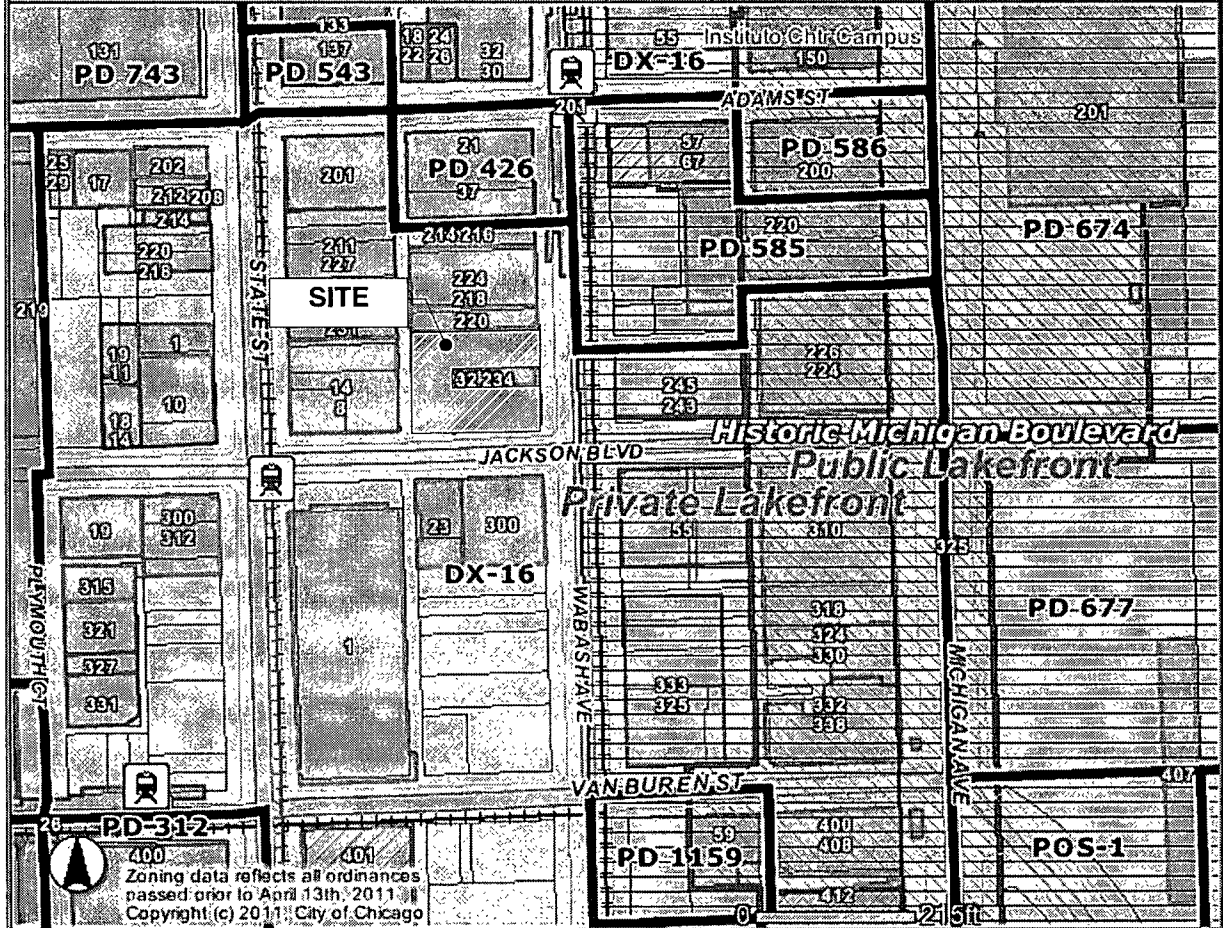 133
131
PD 743
137
PD 543
18 24
22 26
32
30
55
Instituto Chtr Campus
DX-16
150
201
ADAMS ST
201
25
29
17
202
212 208
214
201
21
PD 426
37
57
67
PD 586
200
220
218
211
227
214 216
220
PD-585
PD-674
STATE ST
SITE
224
218
220
219
19
11
1
10
18
14
14
8
234
226
224
245
243
Historic Michigan Boulevard
JACKSON BLVD
Public Lakefront
Private Lakefront
19
300
312
23
300
55
310
325
DX-16
315
321
327
331
PLYMOUTH CT
1
WABASH AVE
318
324
330
333
325
332
338
PD-677
MICHIGAN AVE
VAN BUREN ST
407
PD-312
400
401
59
PD-1159
400
408
412
POS-1
Zoning data reflects all ordinances
passed prior to April 13th, 2011
Copyright (c) 2011, City of Chicago
0 215ft